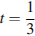 t = 1/3